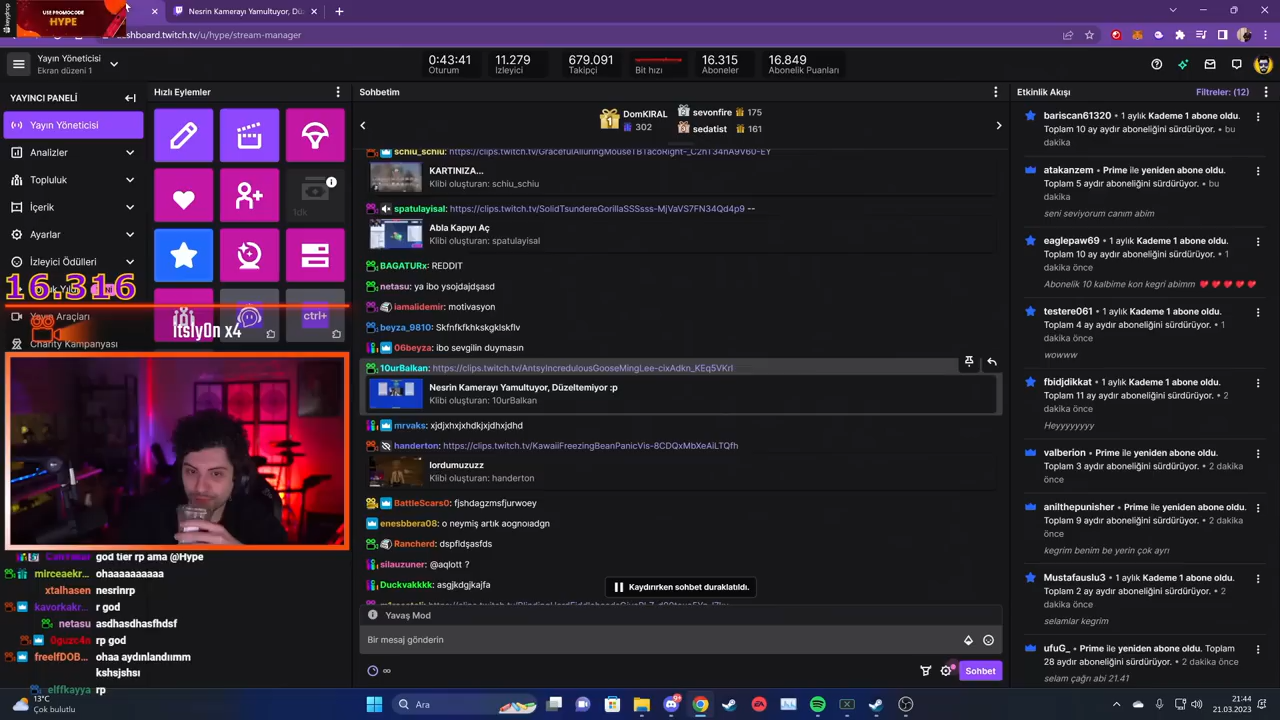 USE PROMOCODE
HYPE
Nesrin Kamerayı Yamultuyor, Dü
dashboard.twitch.tv/u/hype/stream-manager
Yayın Yöneticisi
Ekran düzeni 1
0:43:41
Oturum
11.279
İzleyici
679.091
Takipçi
Bit hızı
16.315
Aboneler
16.849
Abonelik Puanları
YAYINCI PANELİ
Yayın Yöneticisi
Analizler
Topluluk
İçerik
Ayarlar
İzleyici Ödülleri
16.316
Yayın Araçları
Charity Kampanyası
Hızlı Eylemler
1dk
ctrl+
ItslyOn x4
Sohbetim
DomKIRAL
302
sevonfire 175
sedatist 161
schiu_schiu:
KARTINIZA...
Klibi oluşturan: schiu_schiu
spatulayisal: https://clips.twitch.tv/SolidTsundereGorillaSSSsss-MjVaVS7FN34Qd4p9 --
Abla Kapıyı Aç
Klibi oluşturan: spatulayisal
BAGATURx: REDDIT
netasu: ya ibo ysojdajdşasd
iamalidemir: motivasyon
beyza_9810: Skfnfkfkhkskgklskflv
06beyza: ibo sevgilin duymasın
10urBalkan: https://clips.twitch.tv/AntsyIncredulousGooseMingLee-cixAdkn_KEq5VKrI
Nesrin Kamerayı Yamultuyor, Düzeltemiyor :p
Klibi oluşturan: 10urBalkan
mrvaks: xjdjxhxjxhdkjxjdhxjdhd
handerton: https://clips.twitch.tv/KawaiiFreezingBeanPanicVis-8CDQxMbXeAiLTQfh
lordumuzuzz
Klibi oluşturan: handerton
BattleScars0: fjshdagzmsfjurwoey
enesbbera08: o neymiş artık aognoıadgn
Rancherd: dspfldşasfds
silauzuner: @aqlott ?
Duckvakkkk: asgjkdgjkajfa
Kaydırırken sohbet duraklatıldı.
Yavaş Mod
Bir mesaj gönderin
Sohbet
god tier rp ama @Hype
mirceaekr... ohaaaaaaaaaa
xtalhasen nesrinrp
kavorkakr... r god
netasu asdhasdhasfhdsf
0guzc4n rp god
freelfDOB... ohaa aydınlandıımm
kshsjshsı
elffkayya rp
Etkinlik Akışı
Filtreler: (12)
bariscan61320 • 1 aylık Kademe 1 abone oldu.
Toplam 10 ay aydır aboneliğini sürdürüyor. • bu
dakika
atakanzem • Prime ile yeniden abone oldu.
Toplam 5 aydır aboneliğini sürdürüyor. • bu
dakika
seni seviyorum canım abim
eaglepaw69 • 1 aylık Kademe 1 abone oldu.
Toplam 10 ay aydır aboneliğini sürdürüyor. • 1
dakika önce
Abonelik 10 kalbime kon kegri abimm ♥ ♥ ♥ ♥ ♥
testere061 • 1 aylık Kademe 1 abone oldu.
Toplam 4 ay aydır aboneliğini sürdürüyor. • 1
dakika önce
wowww
fbidjdikkat • 1 aylık Kademe 1 abone oldu.
Toplam 11 ay aydır aboneliğini sürdürüyor. • 2
dakika önce
Heyyyyyyyy
valberion • Prime ile yeniden abone oldu.
Toplam 3 aydır aboneliğini sürdürüyor. • 2 dakika
önce
anilthepunisher • Prime ile yeniden abone oldu.
Toplam 9 aydır aboneliğini sürdürüyor. • 2 dakika
önce
kegrim benim be yerin çok ayrı
Mustafauslu3 • 1 aylık Kademe 1 abone oldu.
Toplam 2 ay aydır aboneliğini sürdürüyor. • 2
dakika önce
selamlar kegrim
ufuG_ • Prime ile yeniden abone oldu. Toplam
28 aydır aboneliğini sürdürüyor. • 2 dakika önce
selam çağrı abi 21.41
13°C
Çok bulutlu
Ara
21:44
21.03.2023